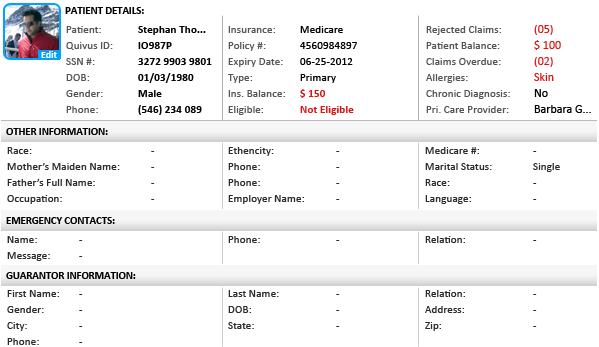 PATIENT DETAILS:
Edit
Patient: Stephan Tho... Insurance: Medicare Rejected Claims: (05)
Quivus ID: IO987P Policy #: 4560984897 Patient Balance: $ 100
SSN #: 3272 9903 9801 Expiry Date: 06-25-2012 Claims Overdue: (02)
DOB: 01/03/1980 Type: Primary Allergies: Skin
Gender: Male Ins. Balance: $ 150 Chronic Diagnosis: No
Phone: (546) 234 089 Eligible: Not Eligible Pri. Care Provider: Barbara G...
OTHER INFORMATION:
Race: - Ethencity: - Medicare #: -
Mother's Maiden Name: - Phone: - Marital Status: Single
Father's Full Name: - Phone: - Race: -
Occupation: - Employer Name: - Language: -
EMERGENCY CONTACTS:
Name: - Phone: - Relation: -
Message: -
GUARANTOR INFORMATION:
First Name: - Last Name: - Relation: -
Gender: - DOB: - Address: -
City: - State: - Zip: -
Phone: -